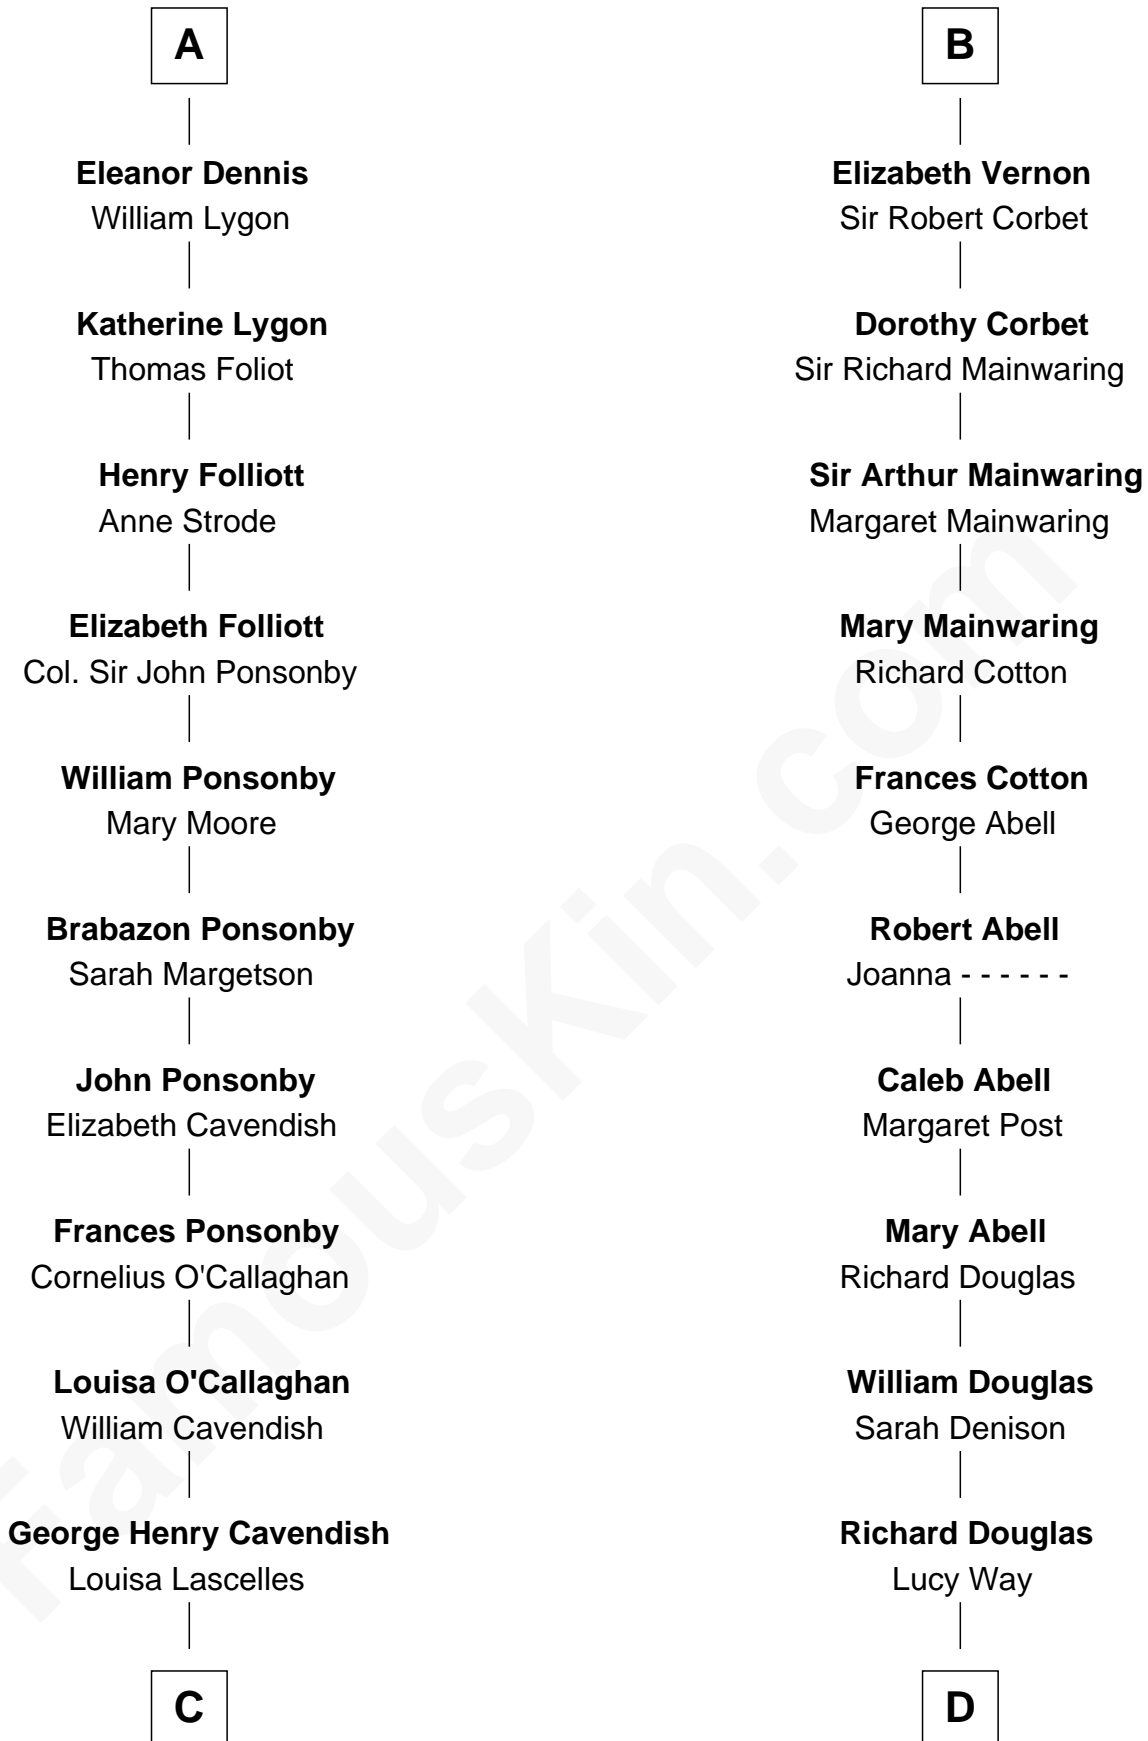 A
Eleanor Dennis
William Lygon
Katherine Lygon
Thomas Foliot
Henry Folliott
Anne Strode
Elizabeth Folliott
Col. Sir John Ponsonby
William Ponsonby
Mary Moore
Brabazon Ponsonby
Sarah Margetson
John Ponsonby
Elizabeth Cavendish
Frances Ponsonby
Cornelius O'Callaghan
Louisa O'Callaghan
William Cavendish
George Henry Cavendish
Louisa Lascelles
C
B
Elizabeth Vernon
Sir Robert Corbet
Dorothy Corbet
Sir Richard Mainwaring
Sir Arthur Mainwaring
Margaret Mainwaring
Mary Mainwaring
Richard Cotton
Frances Cotton
George Abell
Robert Abell
Joanna - - - - - -
Caleb Abell
Margaret Post
Mary Abell
Richard Douglas
William Douglas
Sarah Denison
Richard Douglas
Lucy Way
D
FamousKin.com